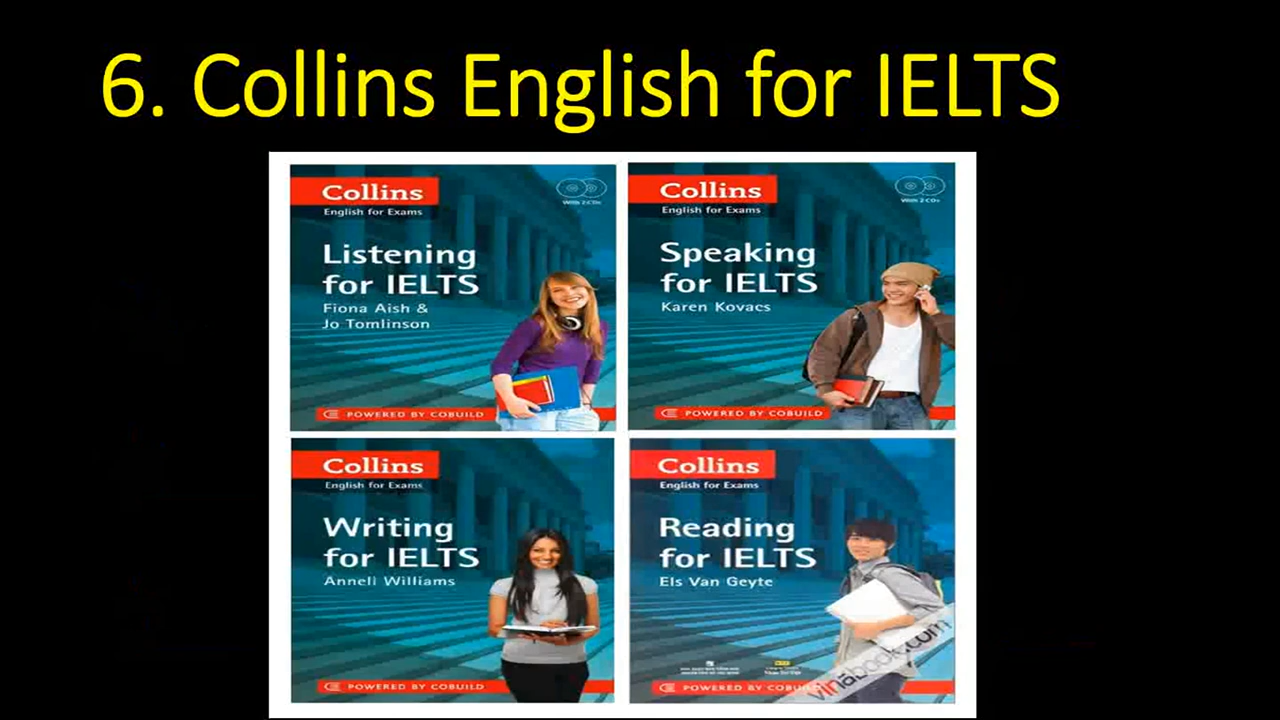 6. Collins English for IELTS
Collins
English for Exams
With 2 CDs
Listening
for IELTS
Fiona Aish &
Jo Tomlinson
POWERED BY COBUILD
Collins
English for Exams
With 2 CDs
Speaking
for IELTS
Karen Kovacs
POWERED BY COBUILD
Collins
English for Exams
Writing
for IELTS
Anneli Williams
POWERED BY COBUILD
Collins
English for Exams
Reading
for IELTS
Els Van Geyte
POWERED BY COBUILD
vinabook.com